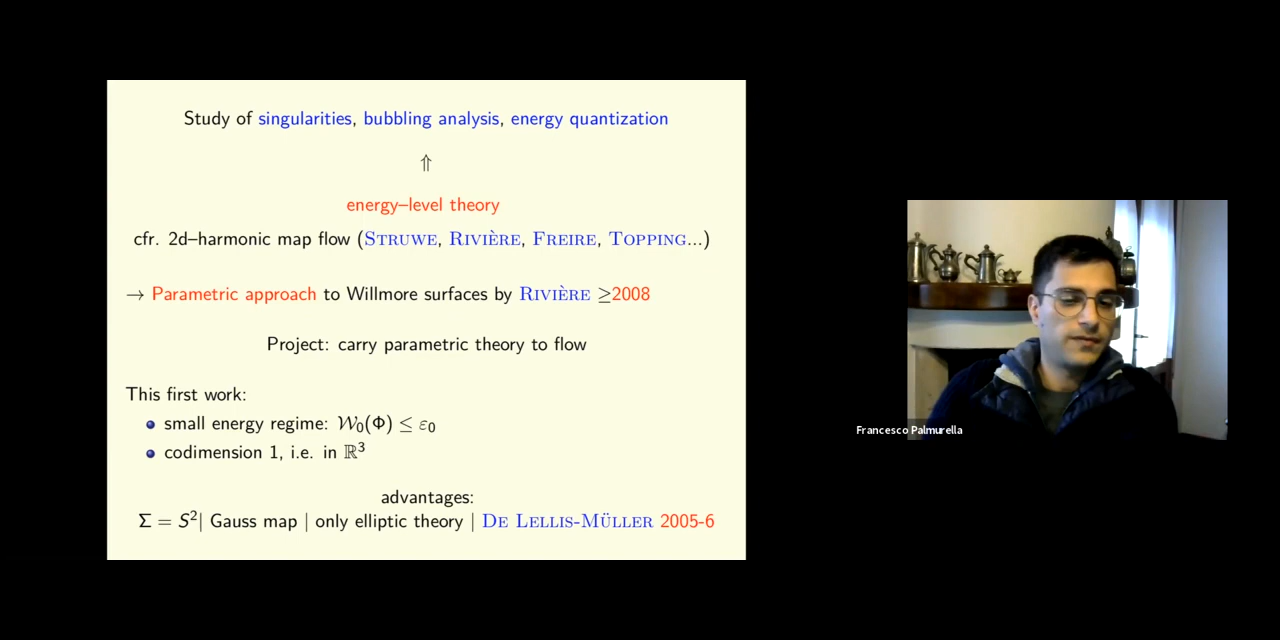 Study of singularities, bubbling analysis, energy quantization
⇑
energy–level theory
cfr. 2d–harmonic map flow (STRUWE, RIVIÈRE, FREIRE, TOPPING...)
→ Parametric approach to Willmore surfaces by RIVIÈRE ≥2008
Project: carry parametric theory to flow
This first work:
• small energy regime: 𝒲₀(Φ) ≤ ε₀
• codimension 1, i.e. in ℝ³
advantages:
Σ = S²| Gauss map | only elliptic theory | DE LELLIS-MÜLLER 2005-6
Francesco Palmurella